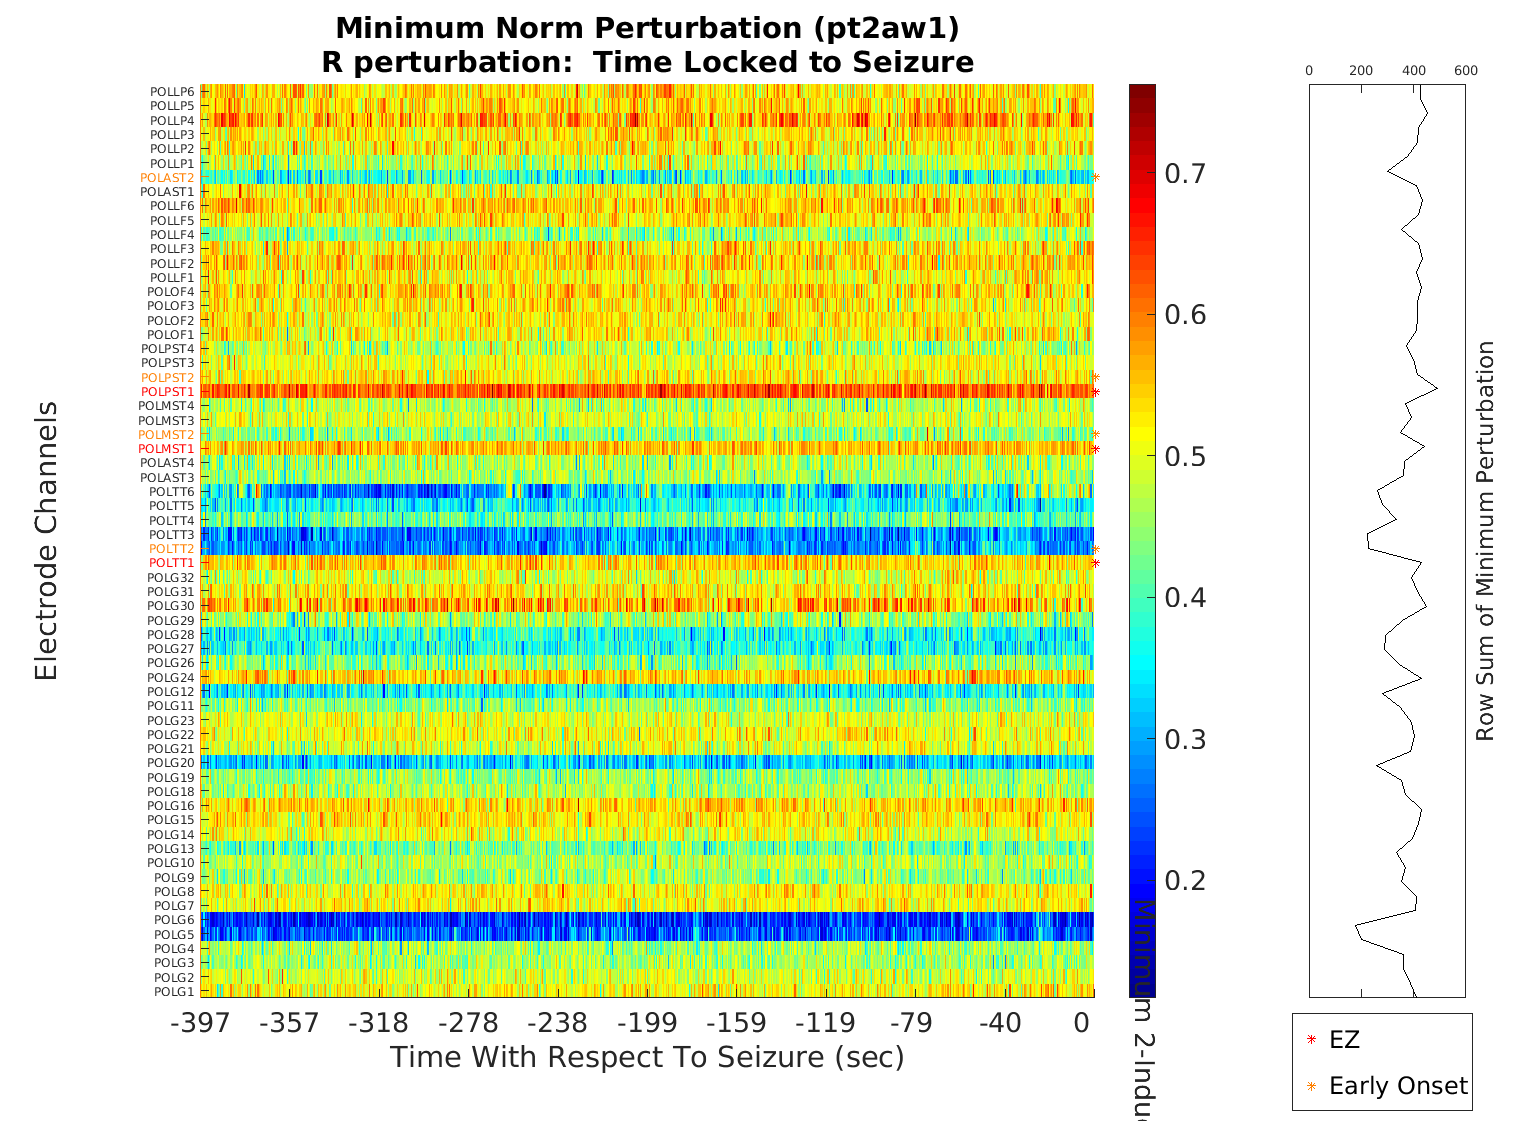 Minimum Norm Perturbation (pt2aw1)
R perturbation:  Time Locked to Seizure
Electrode Channels
POLLP6
POLLP5
POLLP4
POLLP3
POLLP2
POLLP1
POLAST2
POLAST1
POLLF6
POLLF5
POLLF4
POLLF3
POLLF2
POLLF1
POLOF4
POLOF3
POLOF2
POLOF1
POLPST4
POLPST3
POLPST2
POLPST1
POLMST4
POLMST3
POLMST2
POLMST1
POLAST4
POLAST3
POLTT6
POLTT5
POLTT4
POLTT3
POLTT2
POLTT1
POLG32
POLG31
POLG30
POLG29
POLG28
POLG27
POLG26
POLG24
POLG12
POLG11
POLG23
POLG22
POLG21
POLG20
POLG19
POLG18
POLG16
POLG15
POLG14
POLG13
POLG10
POLG9
POLG8
POLG7
POLG6
POLG5
POLG4
POLG3
POLG2
POLG1
-397 -357 -318 -278 -238 -199 -159 -119 -79 -40 0
Time With Respect To Seizure (sec)
0.7
0.6
0.5
0.4
0.3
0.2
Minimum 2-Indu
0 200 400 600
Row Sum of Minimum Perturbation
EZ
Early Onset